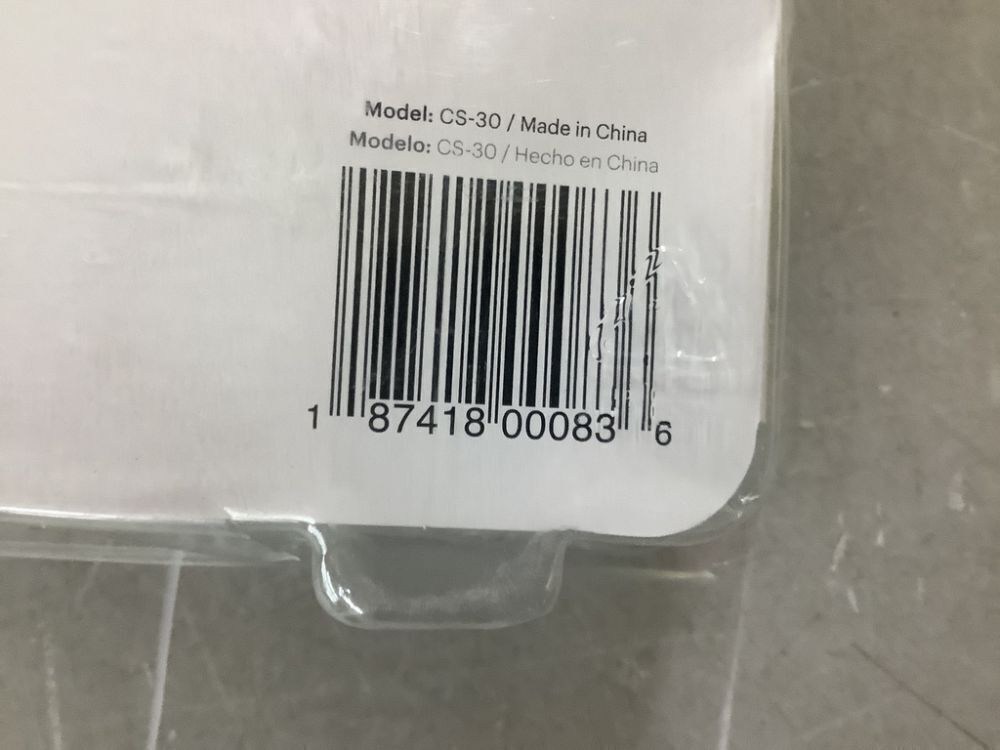 Model: CS-30 / Made in China
Modelo: CS-30 / Hecho en China
1 87418 00083 6